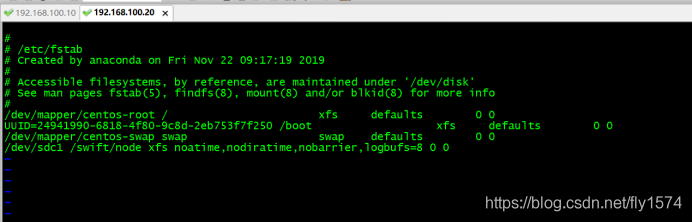 192.168.100.10 192.168.100.20 ×
#
# /etc/fstab
# Created by anaconda on Fri Nov 22 09:17:19 2019
#
# Accessible filesystems, by reference, are maintained under '/dev/disk'
# See man pages fstab(5), findfs(8), mount(8) and/or blkid(8) for more info
#
/dev/mapper/centos-root / xfs defaults 0 0
UUID=24941990-6818-4f80-9c8d-2eb753f7f250 /boot xfs defaults 0 0
/dev/mapper/centos-swap swap swap defaults 0 0
/dev/sdc1 /swift/node xfs noatime,nodiratime,nobarrier,logbufs=8 0 0
~
~
~
~
~
https://blog.csdn.net/fly1574